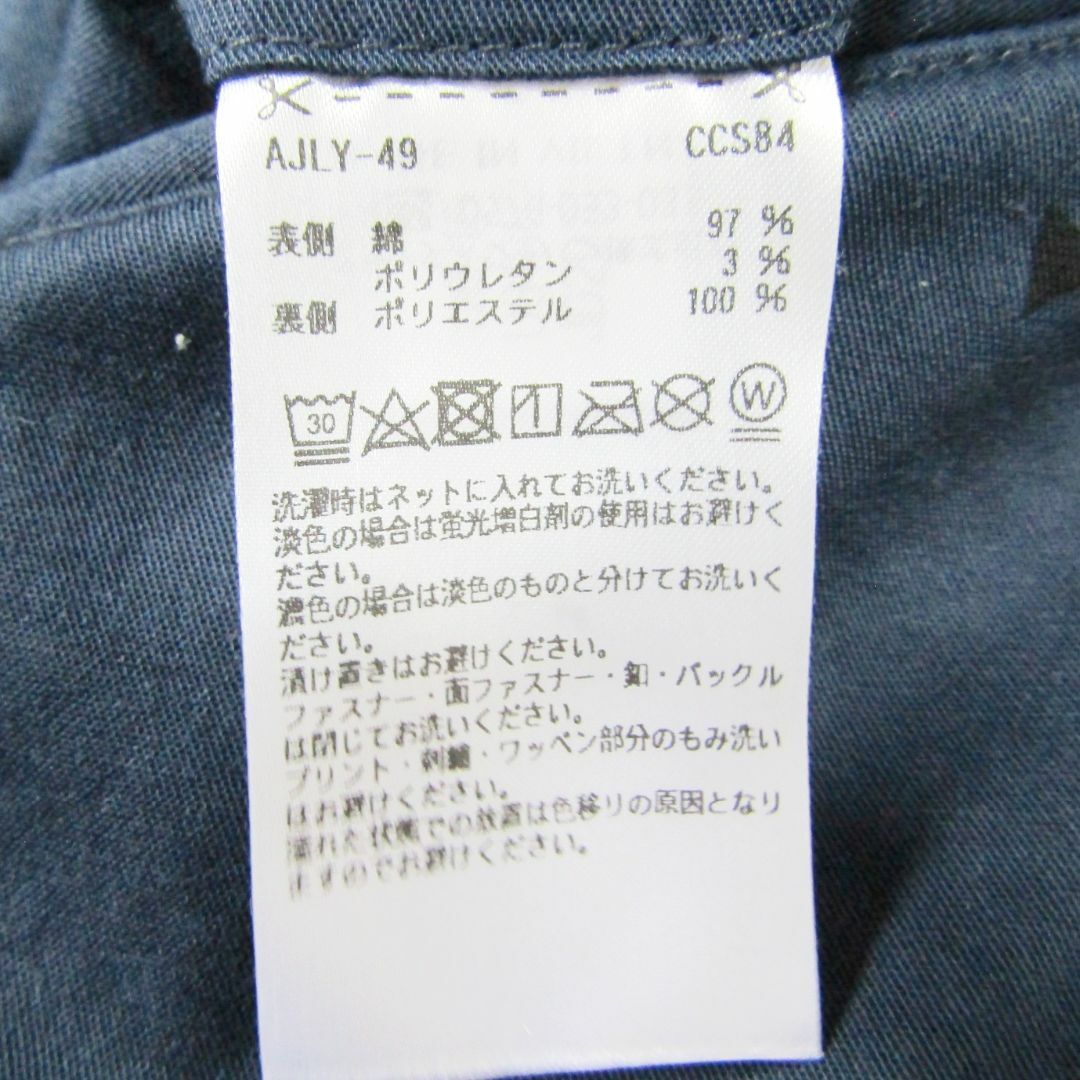 AJLY-49 CCS84
表側 綿 97 %
ポリウレタン 3 %
裏側 ポリエステル 100 %
30 W
洗濯時はネットに入れてお洗いください。
淡色の場合は蛍光増白剤の使用はお避けく
ださい。
濃色の場合は淡色のものと分けてお洗いく
ださい。
漬け置きはお避けください。
ファスナー・面ファスナー・釦・バックル
は閉じてお洗いください。
プリント・刺繍・ワッペン部分のもみ洗い
はお避けください。
濡れた状態での放置は色移りの原因となり
ますのでお避けください。